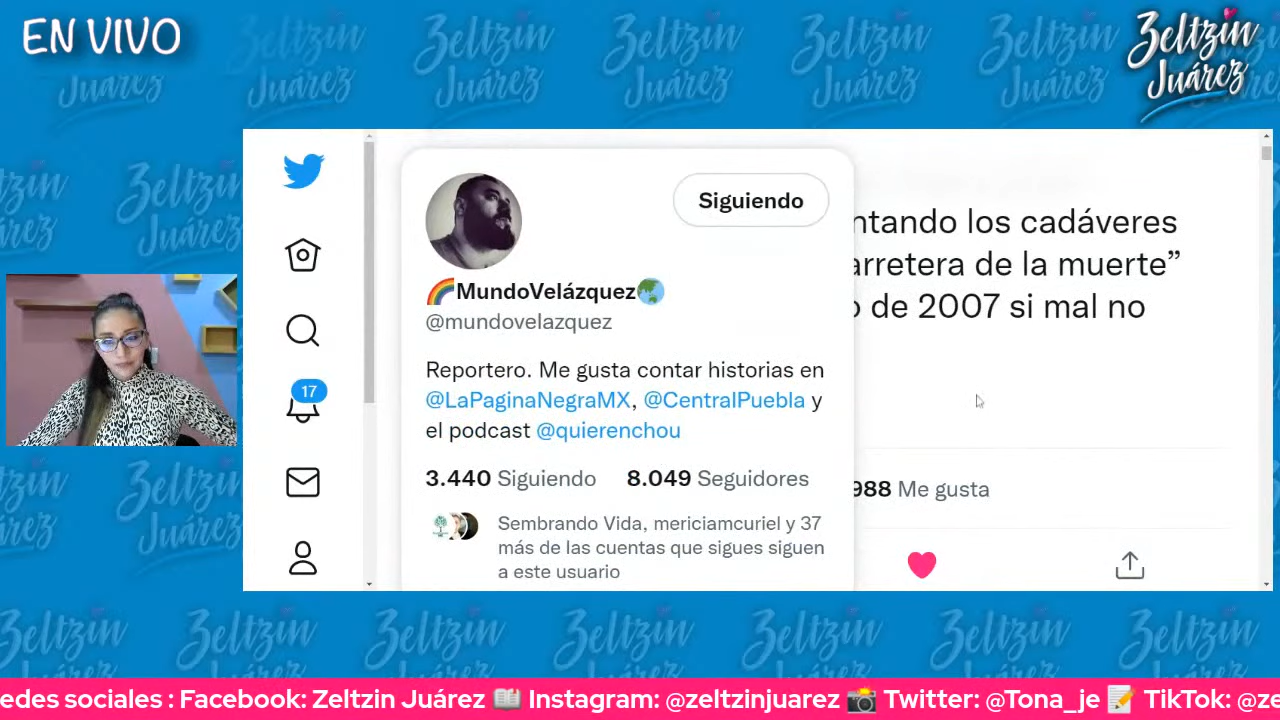 EN VIVO
Zeltzin
Juárez
Siguiendo
MundoVelázquez
@mundovelazquez
Reportero. Me gusta contar historias en
@LaPaginaNegraMX, @CentralPuebla y
el podcast @quierenchou
3.440 Siguiendo 8.049 Seguidores
Sembrando Vida, mericiamcuriel y 37
más de las cuentas que sigues siguen
a este usuario
ntando los cadáveres
arretera de la muerte”
o de 2007 si mal no
988 Me gusta
17
edes sociales : Facebook: Zeltzin Juárez 📖 Instagram: @zeltzinjuarez 📸 Twitter: @Tona_je 📝 TikTok: @ze